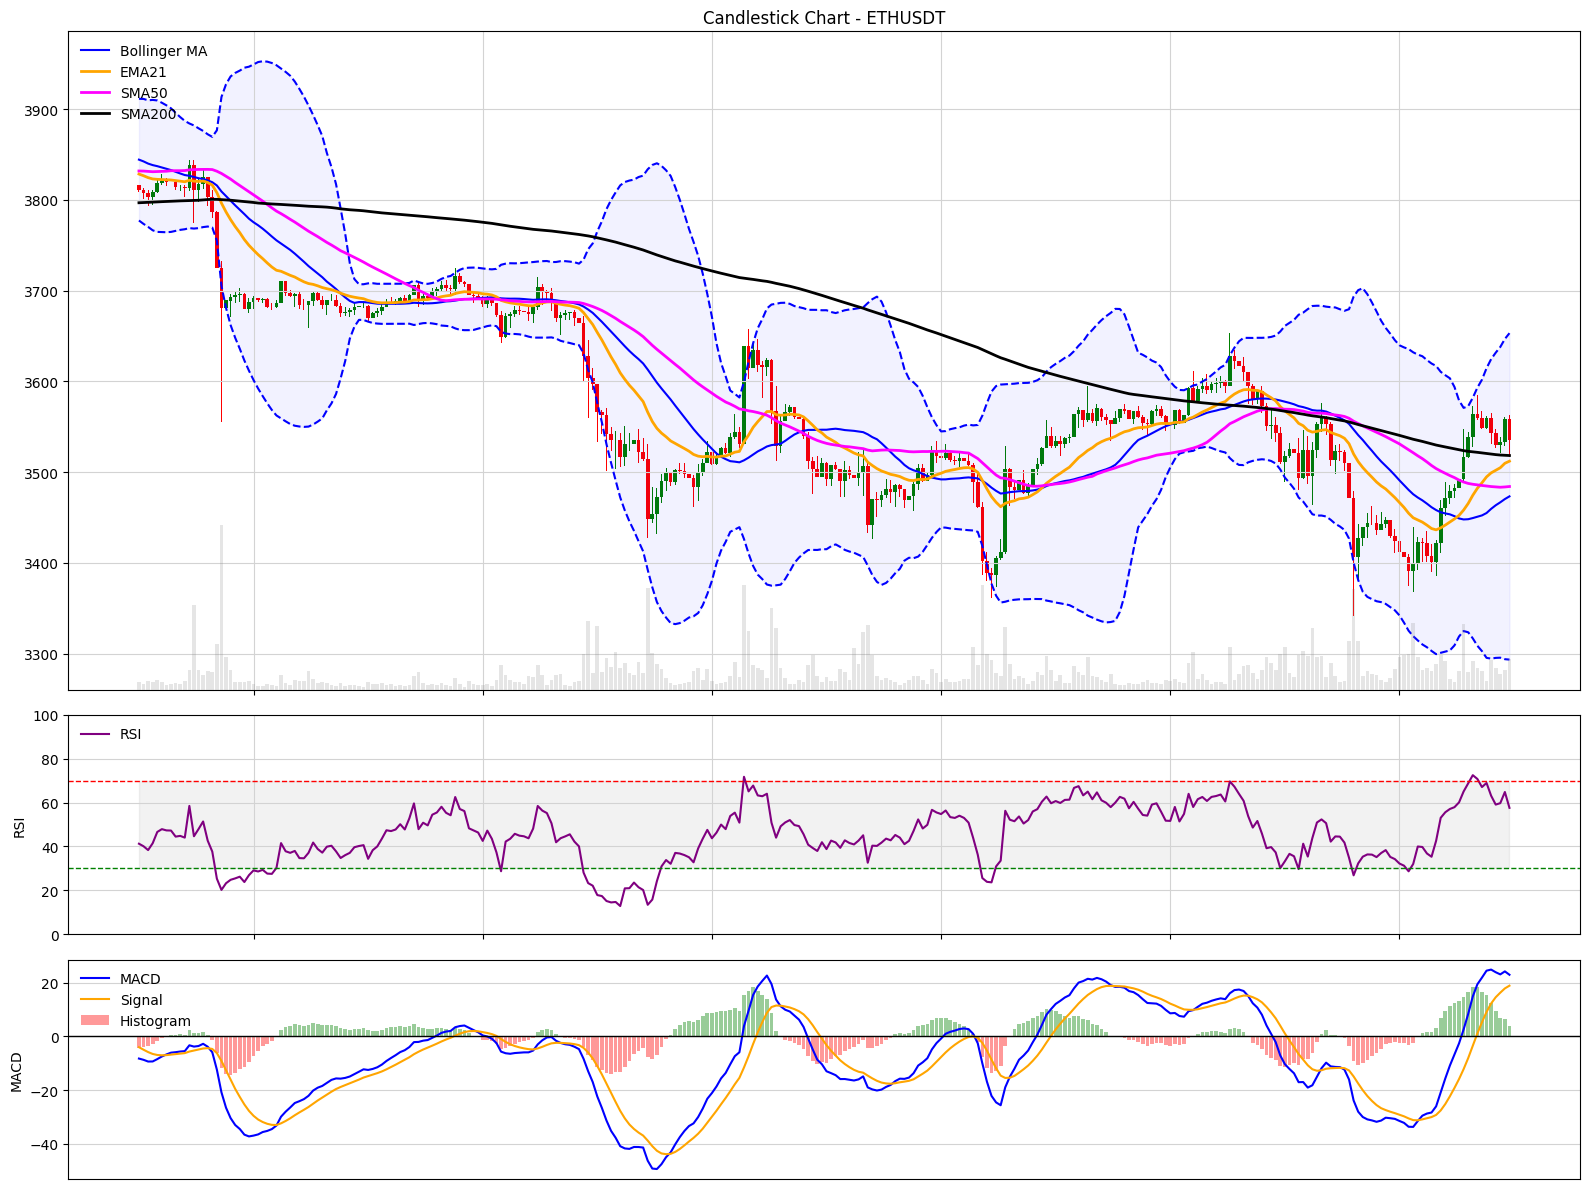 Candlestick Chart - ETHUSDT
Bollinger MA
EMA21
SMA50
SMA200
3900
3800
3700
3600
3500
3400
3300
RSI
100
80
60
40
20
0
RSI
MACD
Signal
Histogram
20
0
−20
−40
MACD